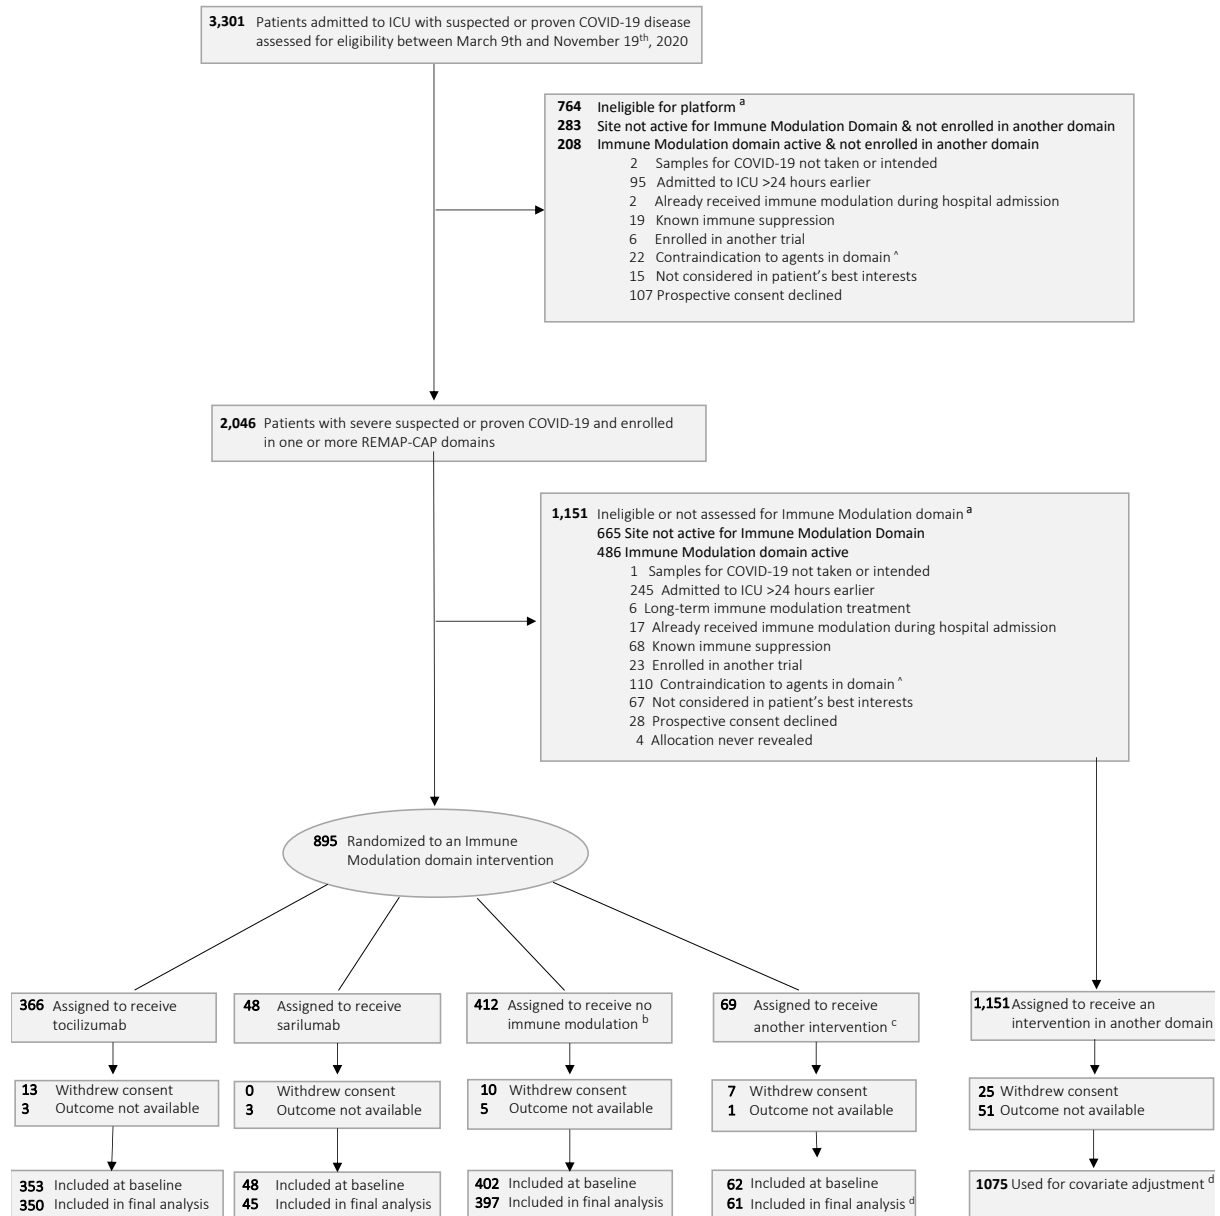 3,301 Patients admitted to ICU with suspected or proven COVID-19 disease
assessed for eligibility between March 9th and November 19th, 2020
764 Ineligible for platform a
283 Site not active for Immune Modulation Domain & not enrolled in another domain
208 Immune Modulation domain active & not enrolled in another domain
2 Samples for COVID-19 not taken or intended
95 Admitted to ICU >24 hours earlier
2 Already received immune modulation during hospital admission
19 Known immune suppression
6 Enrolled in another trial
22 Contraindication to agents in domain ^
15 Not considered in patient's best interests
107 Prospective consent declined
2,046 Patients with severe suspected or proven COVID-19 and enrolled
in one or more REMAP-CAP domains
1,151 Ineligible or not assessed for Immune Modulation domain a
665 Site not active for Immune Modulation Domain
486 Immune Modulation domain active
1 Samples for COVID-19 not taken or intended
245 Admitted to ICU >24 hours earlier
6 Long-term immune modulation treatment
17 Already received immune modulation during hospital admission
68 Known immune suppression
23 Enrolled in another trial
110 Contraindication to agents in domain ^
67 Not considered in patient's best interests
28 Prospective consent declined
4 Allocation never revealed
895 Randomized to an Immune
Modulation domain intervention
366 Assigned to receive
tocilizumab
48 Assigned to receive
sarilumab
412 Assigned to receive no
immune modulation b
69 Assigned to receive
another intervention c
1,151 Assigned to receive an
intervention in another domain
13 Withdrew consent
3 Outcome not available
0 Withdrew consent
3 Outcome not available
10 Withdrew consent
5 Outcome not available
7 Withdrew consent
1 Outcome not available
25 Withdrew consent
51 Outcome not available
353 Included at baseline
350 Included in final analysis
48 Included at baseline
45 Included in final analysis
402 Included at baseline
397 Included in final analysis
62 Included at baseline
61 Included in final analysis d
1075 Used for covariate adjustment d